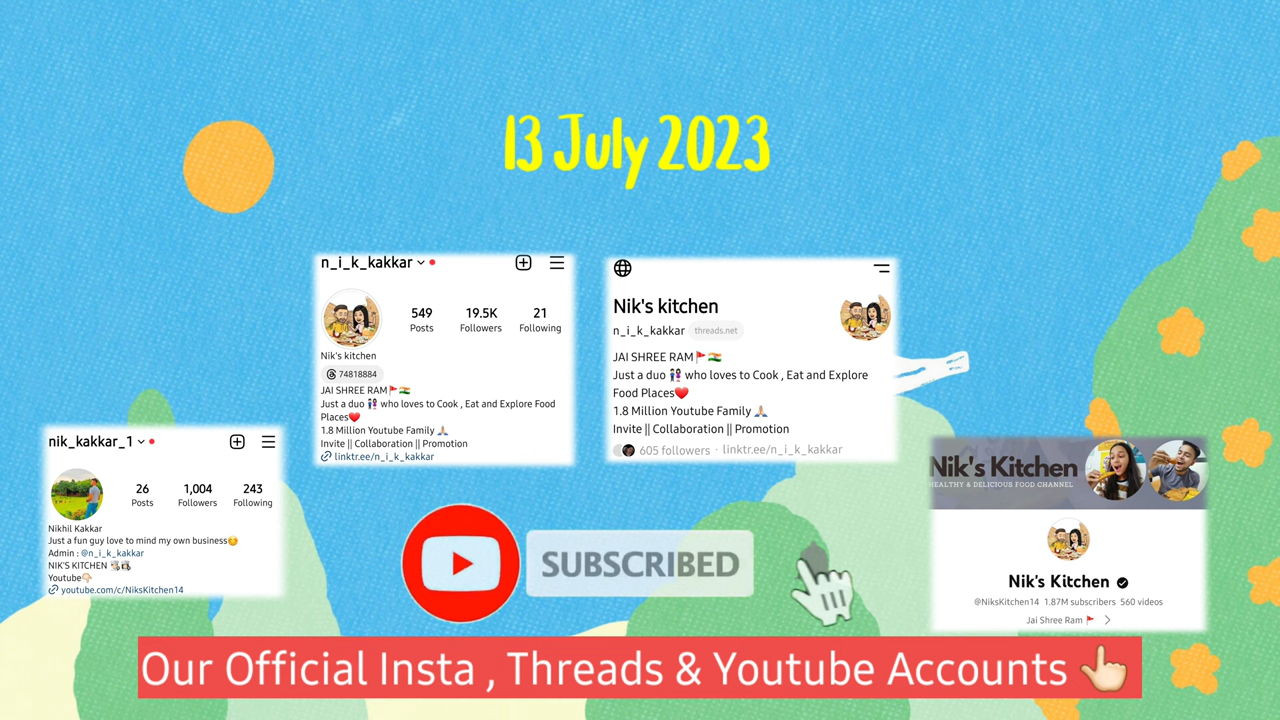 13 July 2023
n_i_k_kakkar
549 19.5K 21
Posts Followers Following
Nik's kitchen
74818884
JAI SHREE RAM🚩🇮🇳
Just a duo 👫 who loves to Cook , Eat and Explore Food
Places❤️
1.8 Million Youtube Family 🙏🏻
Invite || Collaboration || Promotion
linktr.ee/n_i_k_kakkar
Nik's kitchen
n_i_k_kakkar threads.net
JAI SHREE RAM🚩🇮🇳
Just a duo 👫 who loves to Cook , Eat and Explore
Food Places❤️
1.8 Million Youtube Family 🙏🏻
Invite || Collaboration || Promotion
605 followers · linktr.ee/n_i_k_kakkar
nik_kakkar_1
26 1,004 243
Posts Followers Following
Nikhil Kakkar
Just a fun guy love to mind my own business😊
Admin : @n_i_k_kakkar
NIK'S KITCHEN
Youtube👇🏻
youtube.com/c/NiksKitchen14
Nik's Kitchen
HEALTHY & DELICIOUS FOOD CHANNEL
Nik's Kitchen
@NiksKitchen14 1.87M subscribers 560 videos
Jai Shree Ram 🚩
SUBSCRIBED
Our Official Insta , Threads & Youtube Accounts 👆🏻